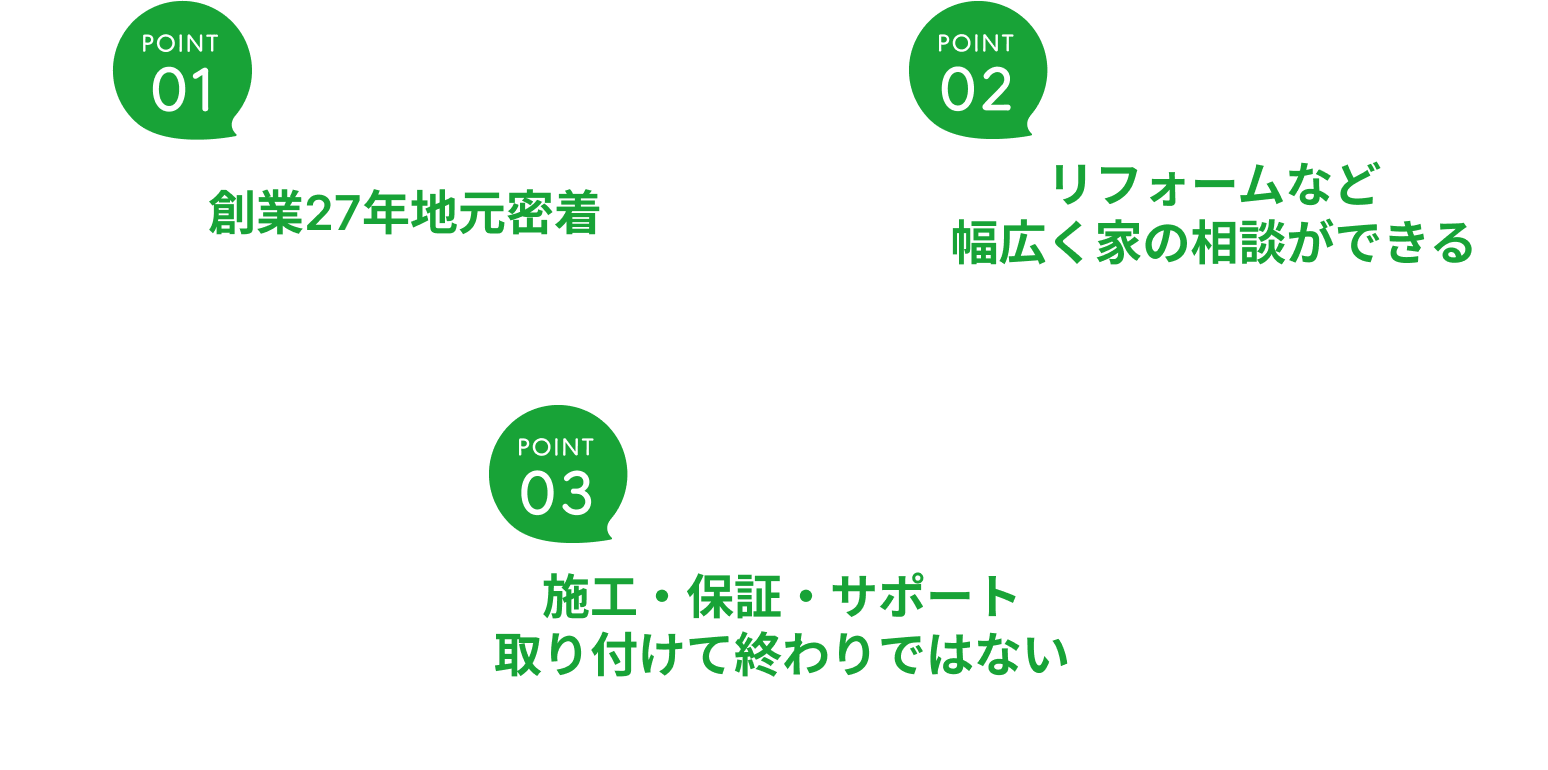 POINT
01
創業27年地元密着
POINT
02
リフォームなど
幅広く家の相談ができる
POINT
03
施工・保証・サポート
取り付けて終わりではない